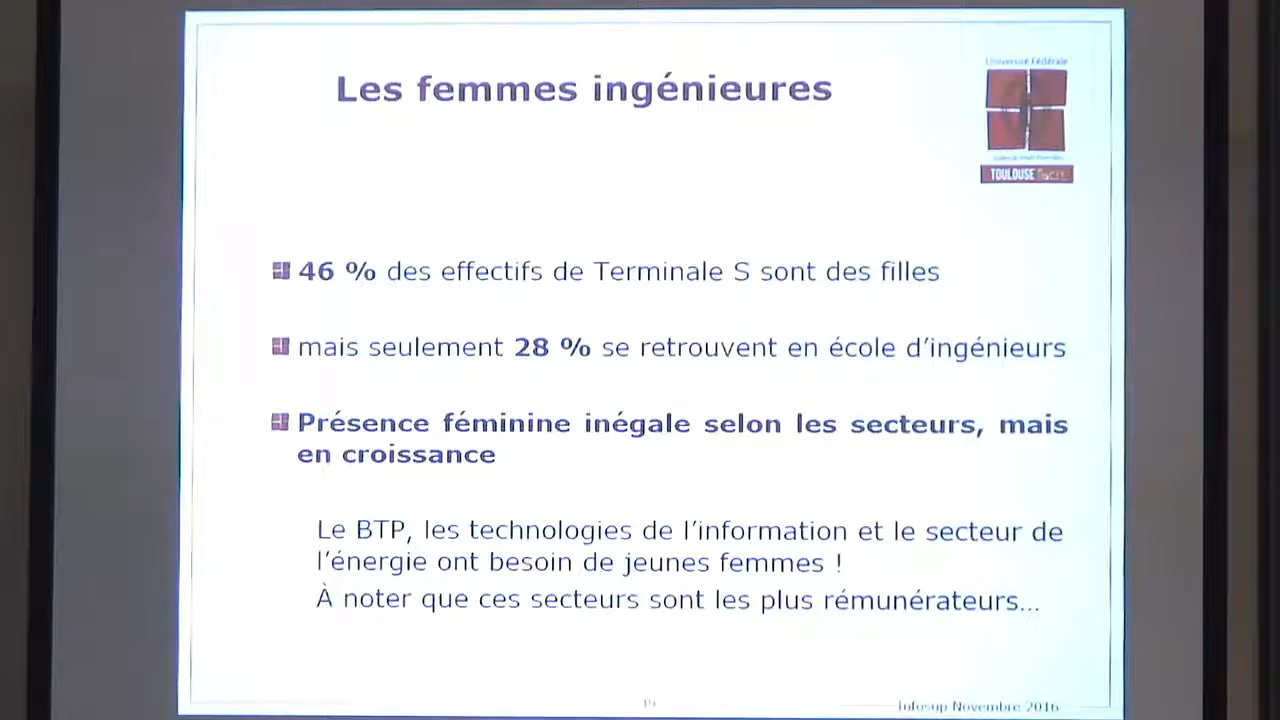 Les femmes ingénieures
Université Fédérale
TOULOUSE
46 % des effectifs de Terminale S sont des filles
mais seulement 28 % se retrouvent en école d’ingénieurs
Présence féminine inégale selon les secteurs, mais
en croissance
Le BTP, les technologies de l’information et le secteur de
l’énergie ont besoin de jeunes femmes !
À noter que ces secteurs sont les plus rémunérateurs...
Infosup Novembre 2016